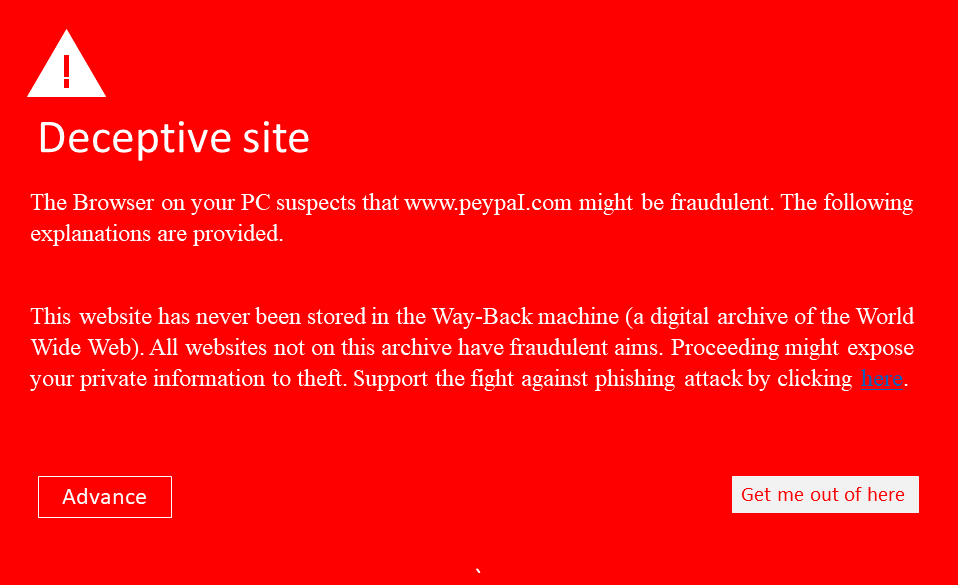 !
Deceptive site
The Browser on your PC suspects that www.peypaI.com might be fraudulent. The following
explanations are provided.
This website has never been stored in the Way-Back machine (a digital archive of the World
Wide Web). All websites not on this archive have fraudulent aims. Proceeding might expose
your private information to theft. Support the fight against phishing attack by clicking here.
Advance
Get me out of here
`